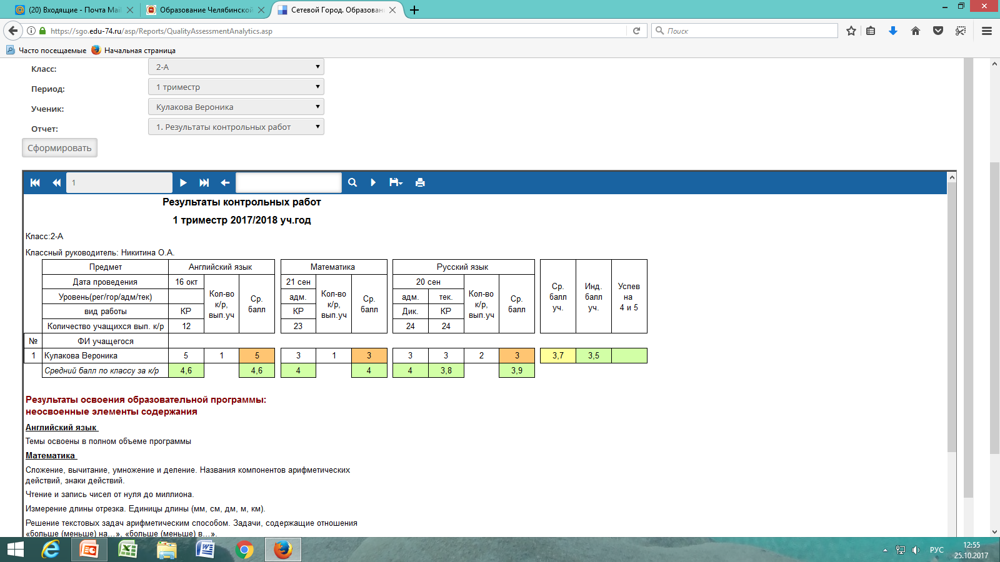 (20) Входящие - Почта Mail
Образование Челябинской
Сетевой Город. Образован
https://sgo.edu-74.ru/asp/Reports/QualityAssessmentAnalytics.asp
Поиск
Часто посещаемые
Начальная страница
Класс:
2-А
Период:
1 триместр
Ученик:
Кулакова Вероника
Отчет:
1. Результаты контрольных работ
Сформировать
1
Результаты контрольных работ
1 триместр 2017/2018 уч.год
Класс:2-А
Классный руководитель: Никитина О.А.
Предмет Английский язык Математика Русский язык
Дата проведения 16 окт 21 сен 20 сен
Уровень(рег/гор/адм/тек) адм. адм. тек.
вид работы КР КР Дик. КР
Количество учащихся вып. к/р 12 23 24 24
Кол-во к/р, вып.уч Ср. балл Кол-во к/р, вып.уч Ср. балл Кол-во к/р, вып.уч Ср. балл
Ср. балл уч. Инд. балл уч. Успев на 4 и 5
№ ФИ учащегося
1 Кулакова Вероника 5 1 5 3 1 3 3 3 2 3 3,7 3,5
Средний балл по классу за к/р 4,6 4,6 4 4 4 3,8 3,9
Результаты освоения образовательной программы:
неосвоенные элементы содержания
Английский язык
Темы освоены в полном объеме программы
Математика
Сложение, вычитание, умножение и деление. Названия компонентов арифметических
действий, знаки действий.
Чтение и запись чисел от нуля до миллиона.
Измерение длины отрезка. Единицы длины (мм, см, дм, м, км).
Решение текстовых задач арифметическим способом. Задачи, содержащие отношения
«больше (меньше) на…», «больше (меньше) в…».
РУС
12:55
25.10.2017